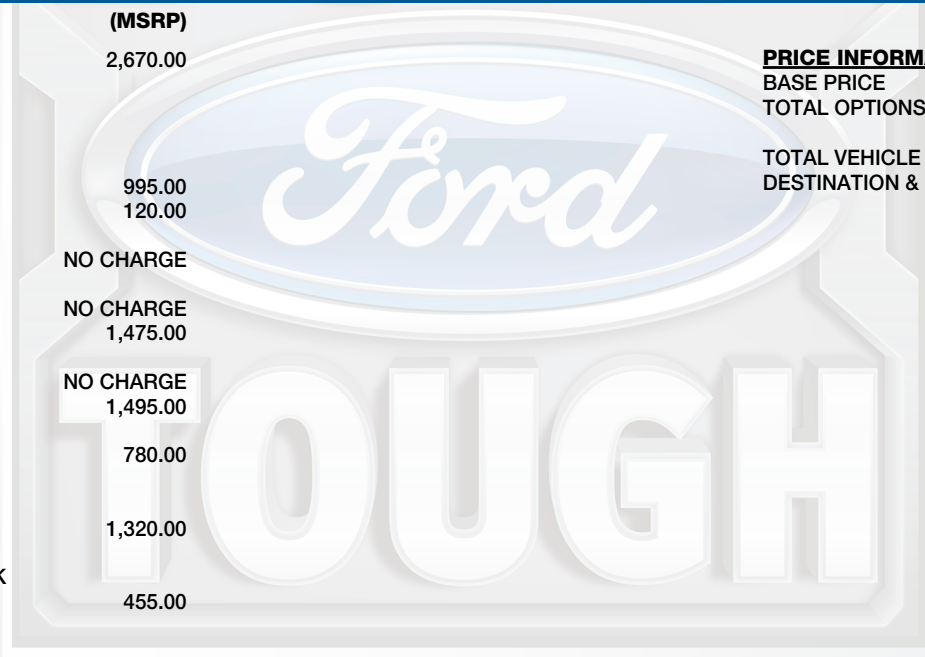 (MSRP)
2,670.00
995.00
120.00
NO CHARGE
NO CHARGE
1,475.00
NO CHARGE
1,495.00
780.00
1,320.00
K
455.00
PRICE INFORMA
BASE PRICE
TOTAL OPTIONS
TOTAL VEHICLE
DESTINATION &
Ford
TOUGH